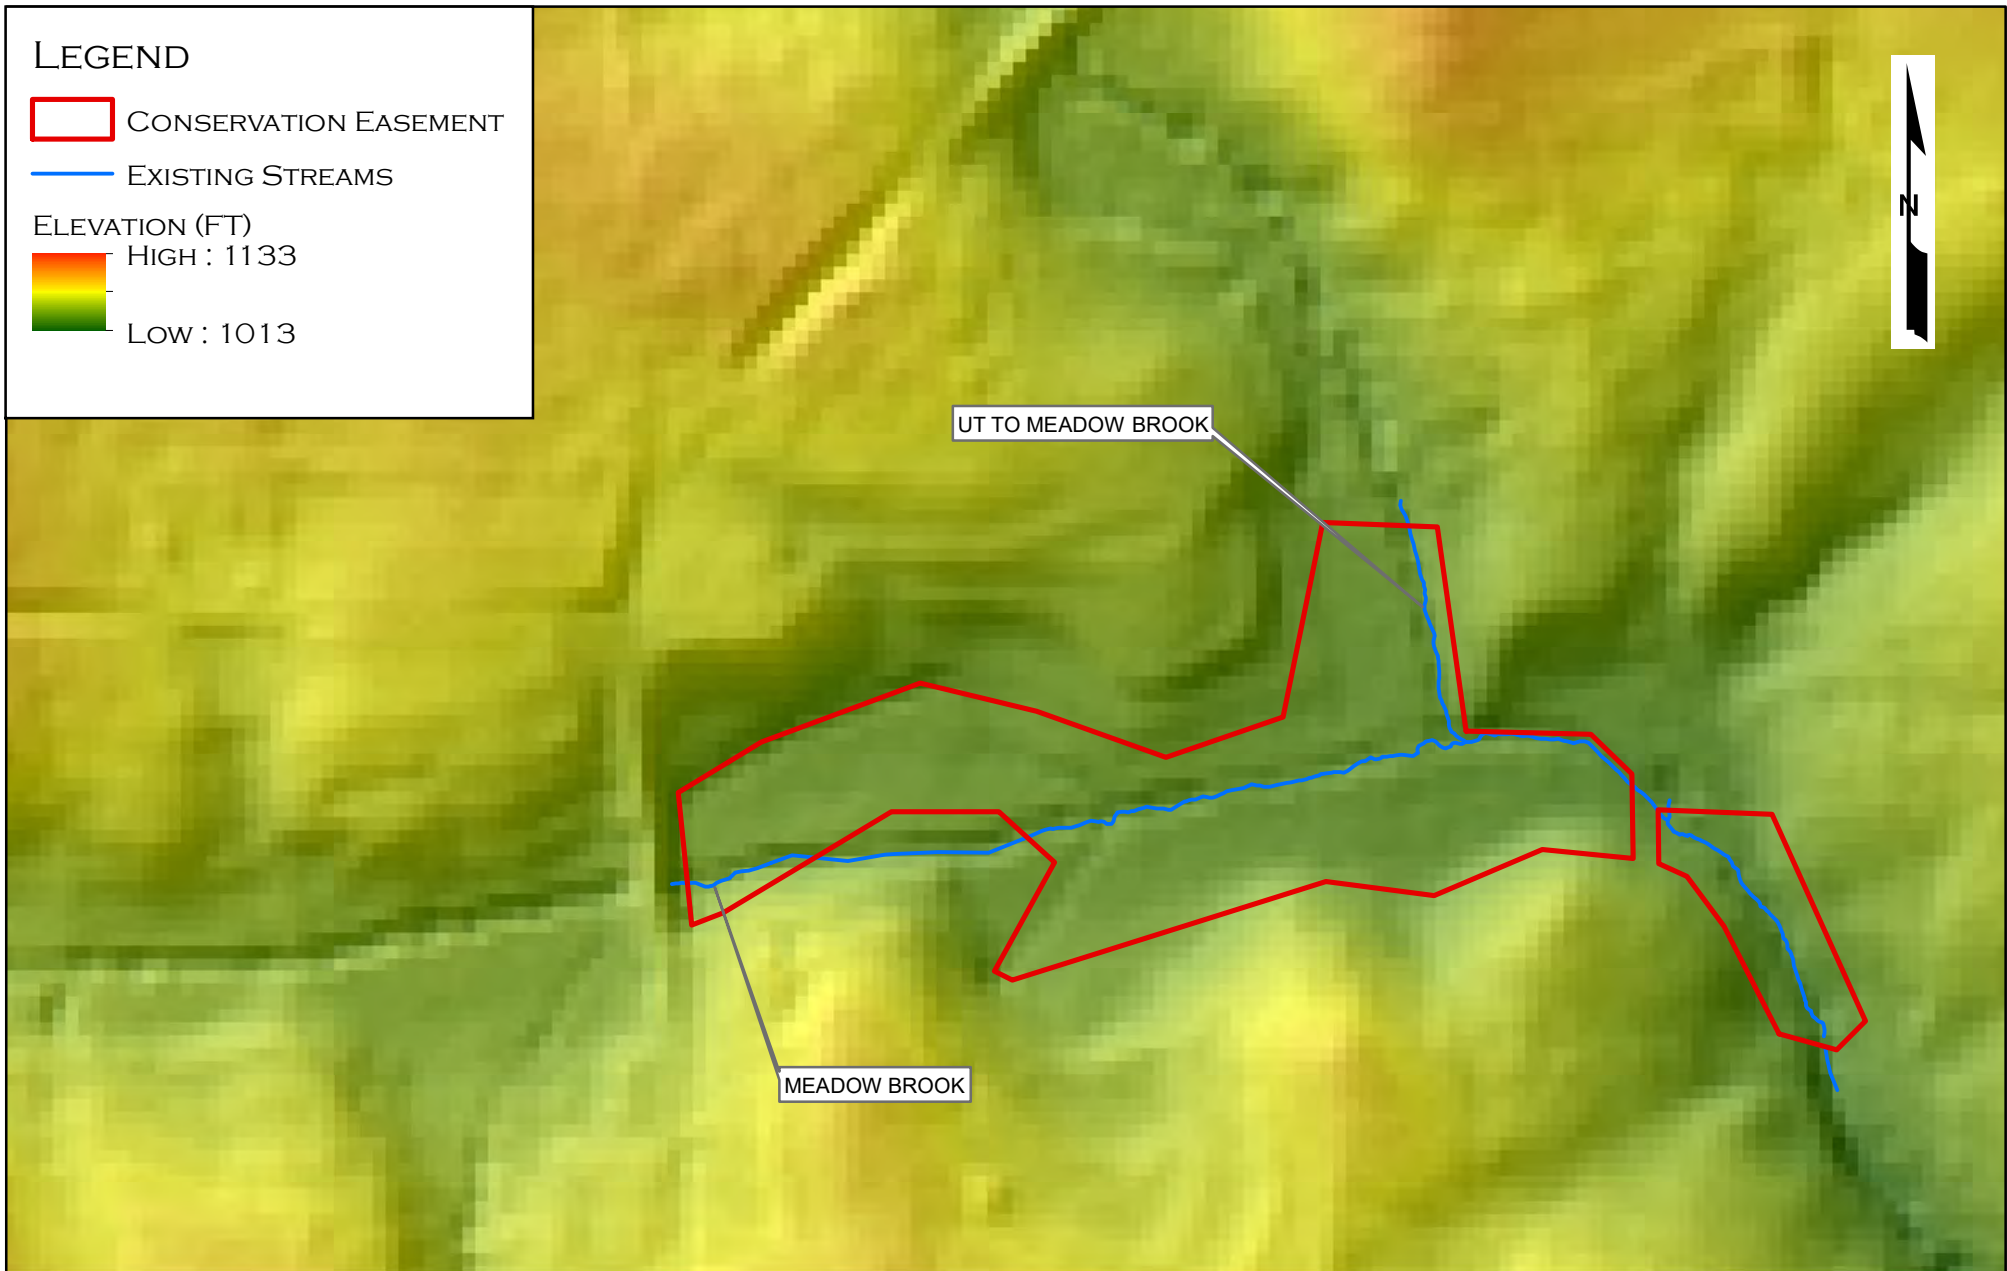 LEGEND
CONSERVATION EASEMENT
EXISTING STREAMS
ELEVATION (FT)
HIGH : 1133
LOW : 1013
N
UT TO MEADOW BROOK
MEADOW BROOK